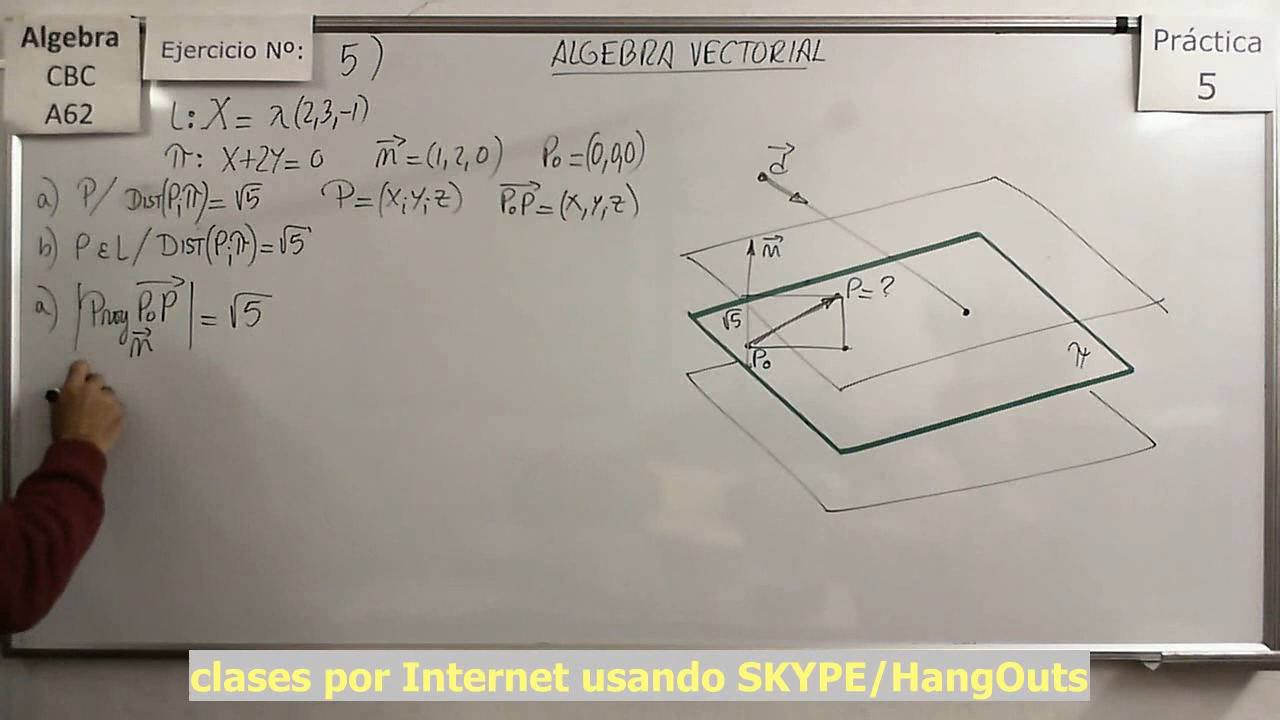 Algebra
CBC
A62
Ejercicio Nº: 5)
ALGEBRA VECTORIAL
Práctica
5
L: X = λ(2,3,-1)
π: X+2Y=0 n=(1,2,0) P₀=(0,0,0)
a) P/ DIST(P;π)=√5 P=(X;Y;Z) P₀P=(X,Y,Z)
b) P ε L / DIST(P;π)=√5
a) |Proy P₀P| = √5
n
d
n
P=?
√5
P₀
π
clases por Internet usando SKYPE/HangOuts